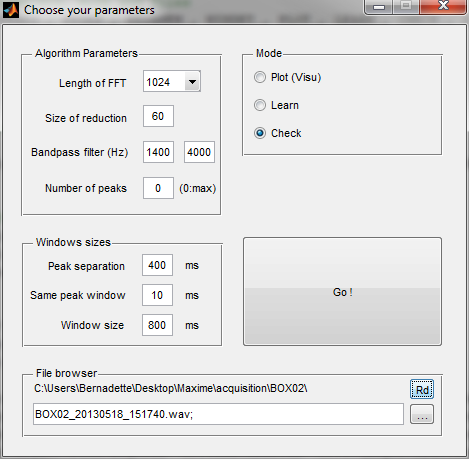 Choose your parameters
Algorithm Parameters
Length of FFT 1024
Size of reduction 60
Bandpass filter (Hz) 1400 4000
Number of peaks 0 (0:max)
Mode
Plot (Visu)
Learn
Check
Windows sizes
Peak separation 400 ms
Same peak window 10 ms
Window size 800 ms
Go !
File browser
C:\Users\Bernadette\Desktop\Maxime\acquisition\BOX02\ Rd
BOX02_20130518_151740.wav; ...